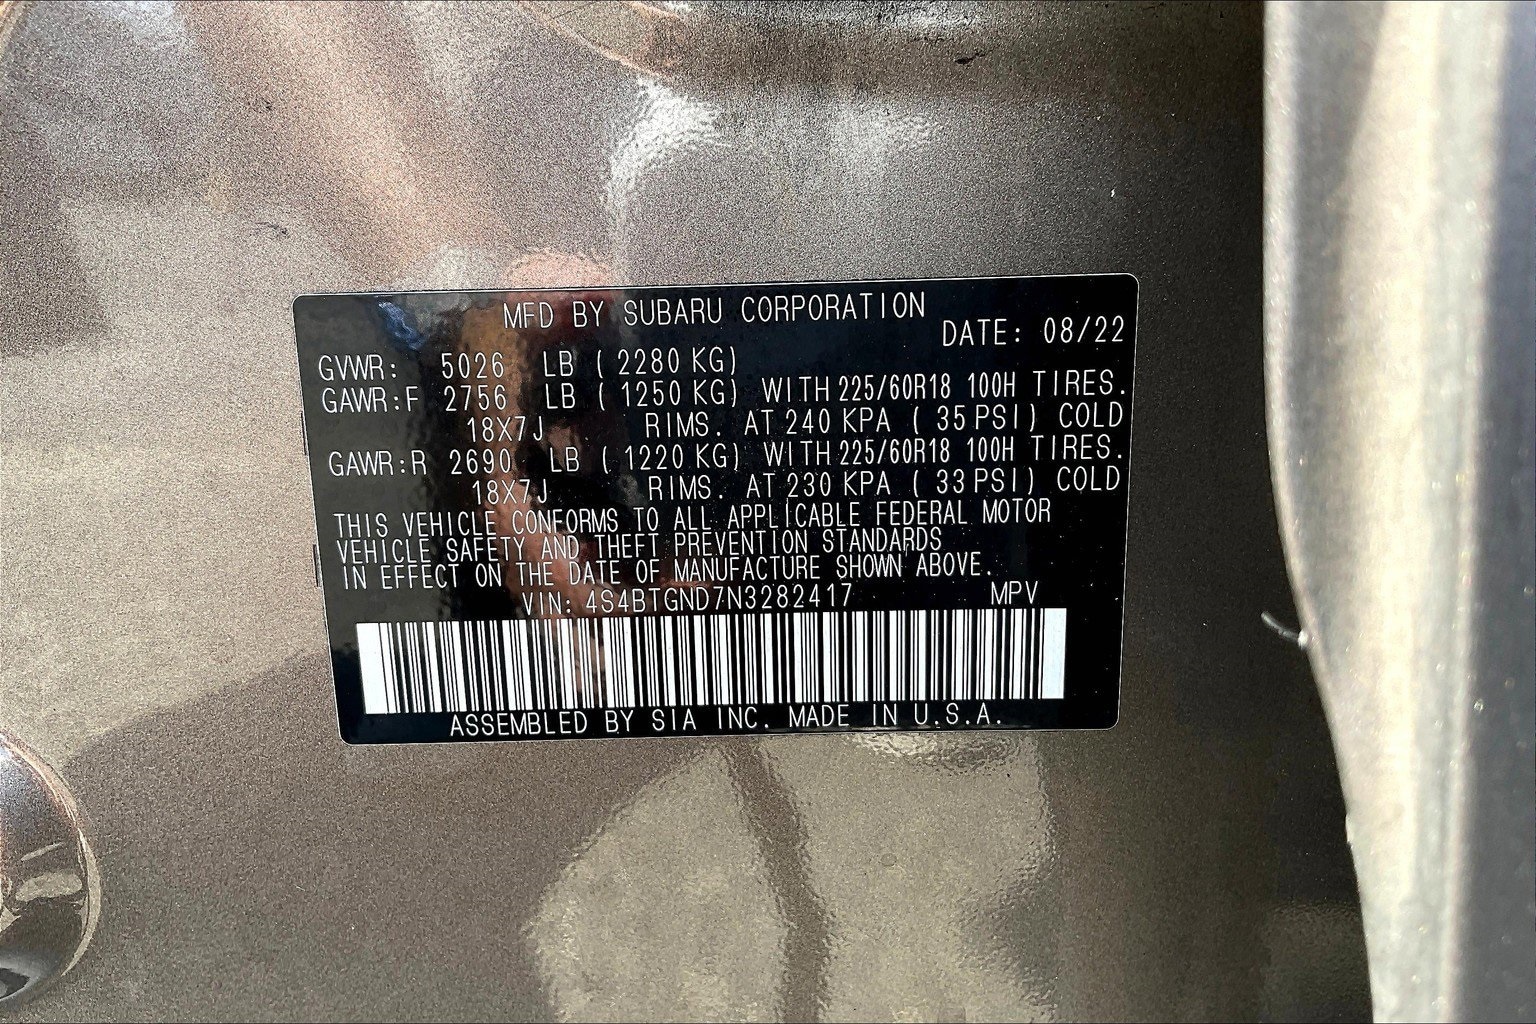 MFD BY SUBARU CORPORATION
DATE: 08/22
GVWR: 5026 LB ( 2280 KG)
GAWR:F 2756 LB ( 1250 KG) WITH 225/60R18 100H TIRES.
18X7J RIMS. AT 240 KPA ( 35 PSI) COLD
GAWR:R 2690 LB ( 1220 KG) WITH 225/60R18 100H TIRES.
18X7J RIMS. AT 230 KPA ( 33 PSI) COLD
THIS VEHICLE CONFORMS TO ALL APPLICABLE FEDERAL MOTOR
VEHICLE SAFETY AND THEFT PREVENTION STANDARDS
IN EFFECT ON THE DATE OF MANUFACTURE SHOWN ABOVE.
VIN: 4S4BTGND7N3282417 MPV
ASSEMBLED BY SIA INC. MADE IN U.S.A.